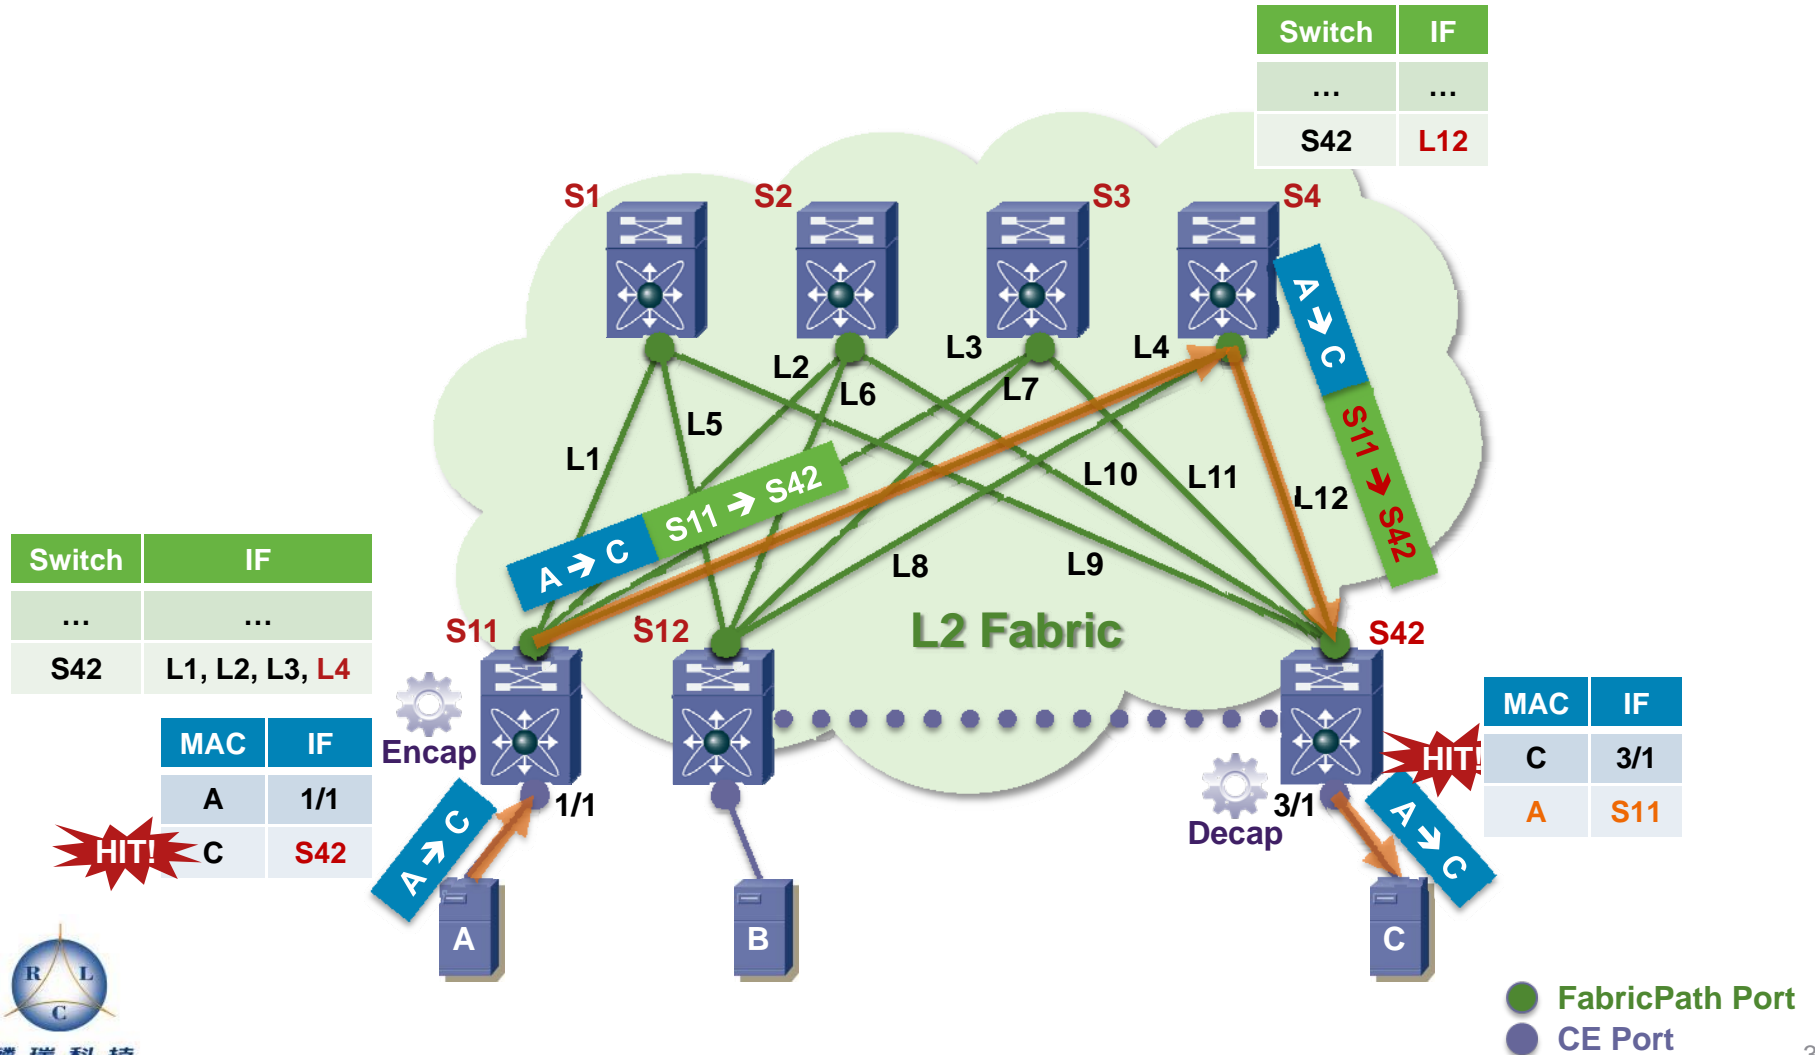 Switch IF
… …
S42 L12
S1
S2
S3
S4
A → C
S11 → S42
L1
L2
L3
L4
L5
L6
L7
L8
L9
L10
L11
L12
A → C S11 → S42
L2 Fabric
Switch IF
… …
S42 L1, L2, L3, L4
S11
S12
S42
MAC IF
A 1/1
C S42
HIT!
Encap
A → C
1/1
MAC IF
C 3/1
A S11
HIT!
Decap
3/1
A → C
A
B
C
R L
C
FabricPath Port
CE Port
3